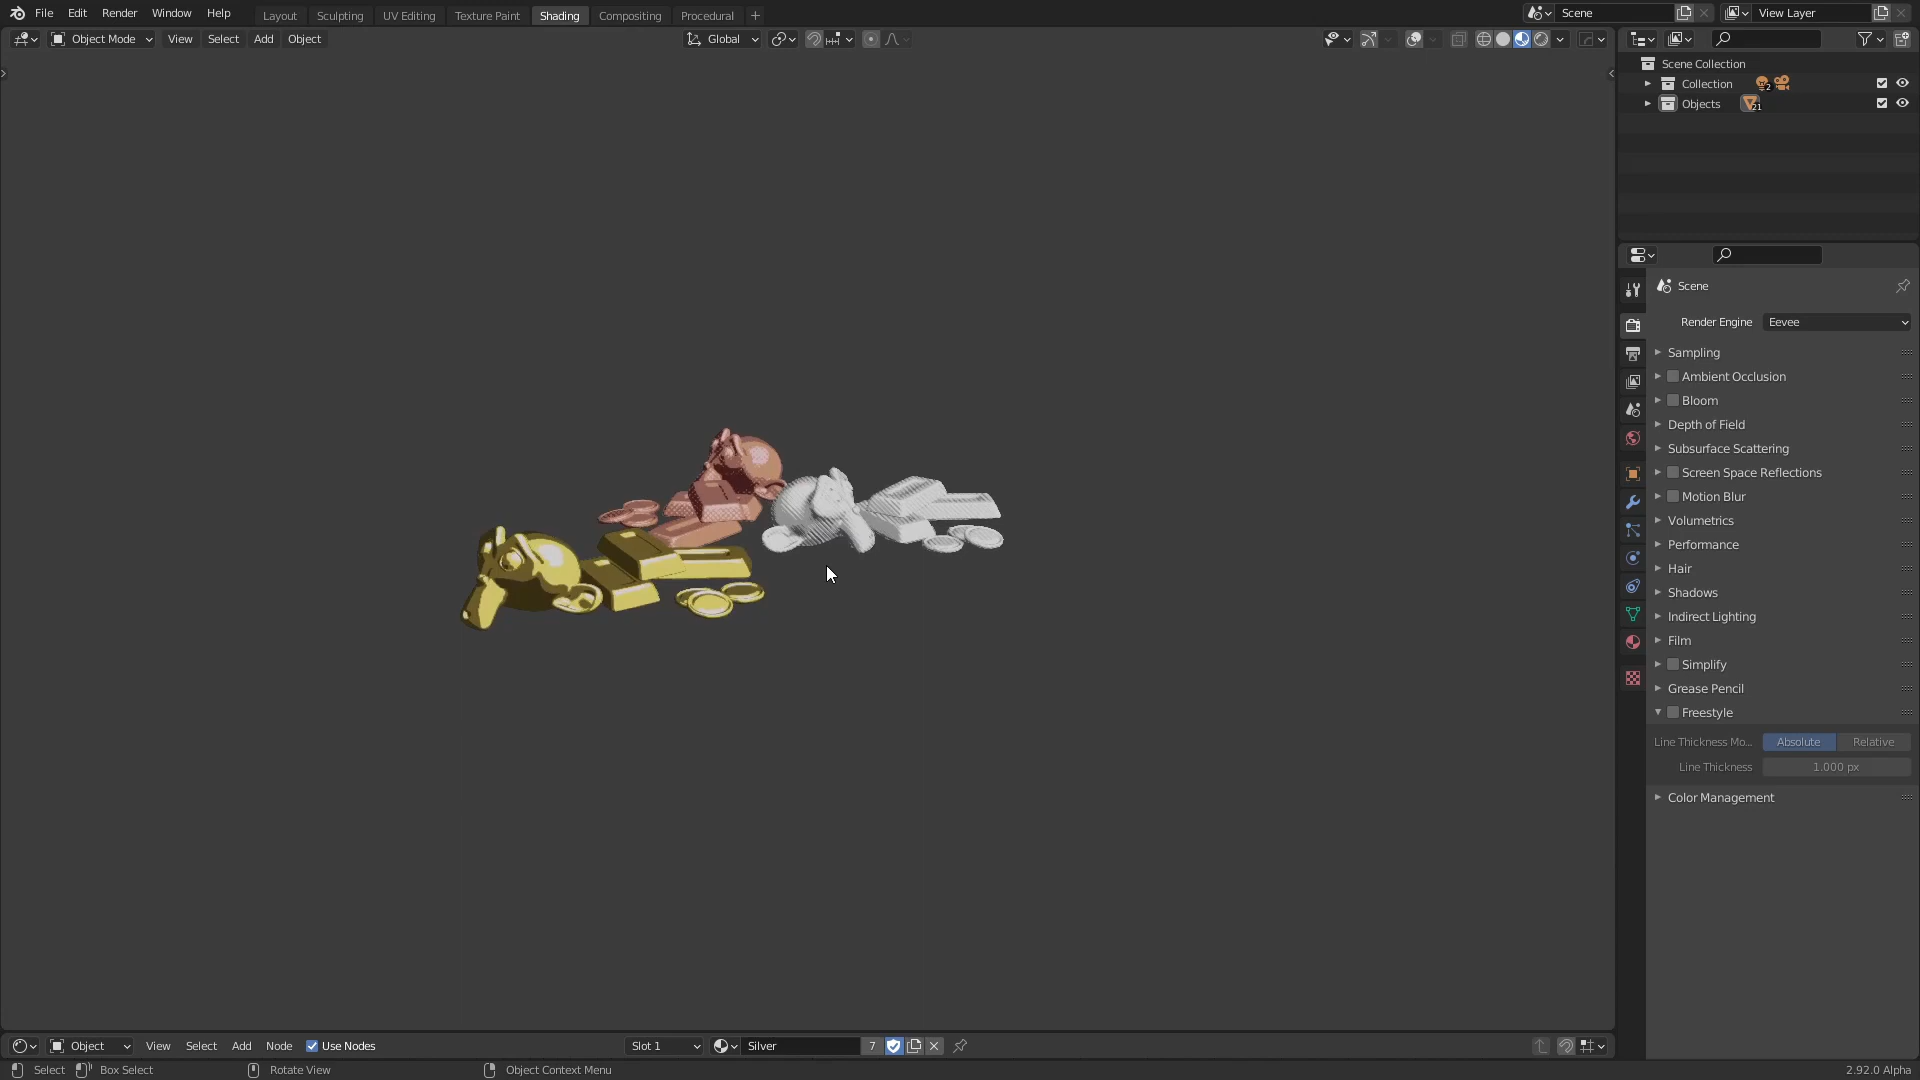 File Edit Render Window Help Layout Sculpting UV Editing Texture Paint Shading Compositing Procedural + Scene View Layer
Object Mode View Select Add Object Global
Scene Collection
Collection 2
Objects 21
Scene
Render Engine Eevee
Sampling
Ambient Occlusion
Bloom
Depth of Field
Subsurface Scattering
Screen Space Reflections
Motion Blur
Volumetrics
Performance
Hair
Shadows
Indirect Lighting
Film
Simplify
Grease Pencil
Freestyle
Line Thickness Mo... Absolute Relative
Line Thickness 1.000 px
Color Management
Object View Select Add Node Use Nodes Slot 1 Silver 7
Select Box Select Rotate View Object Context Menu 2.92.0 Alpha